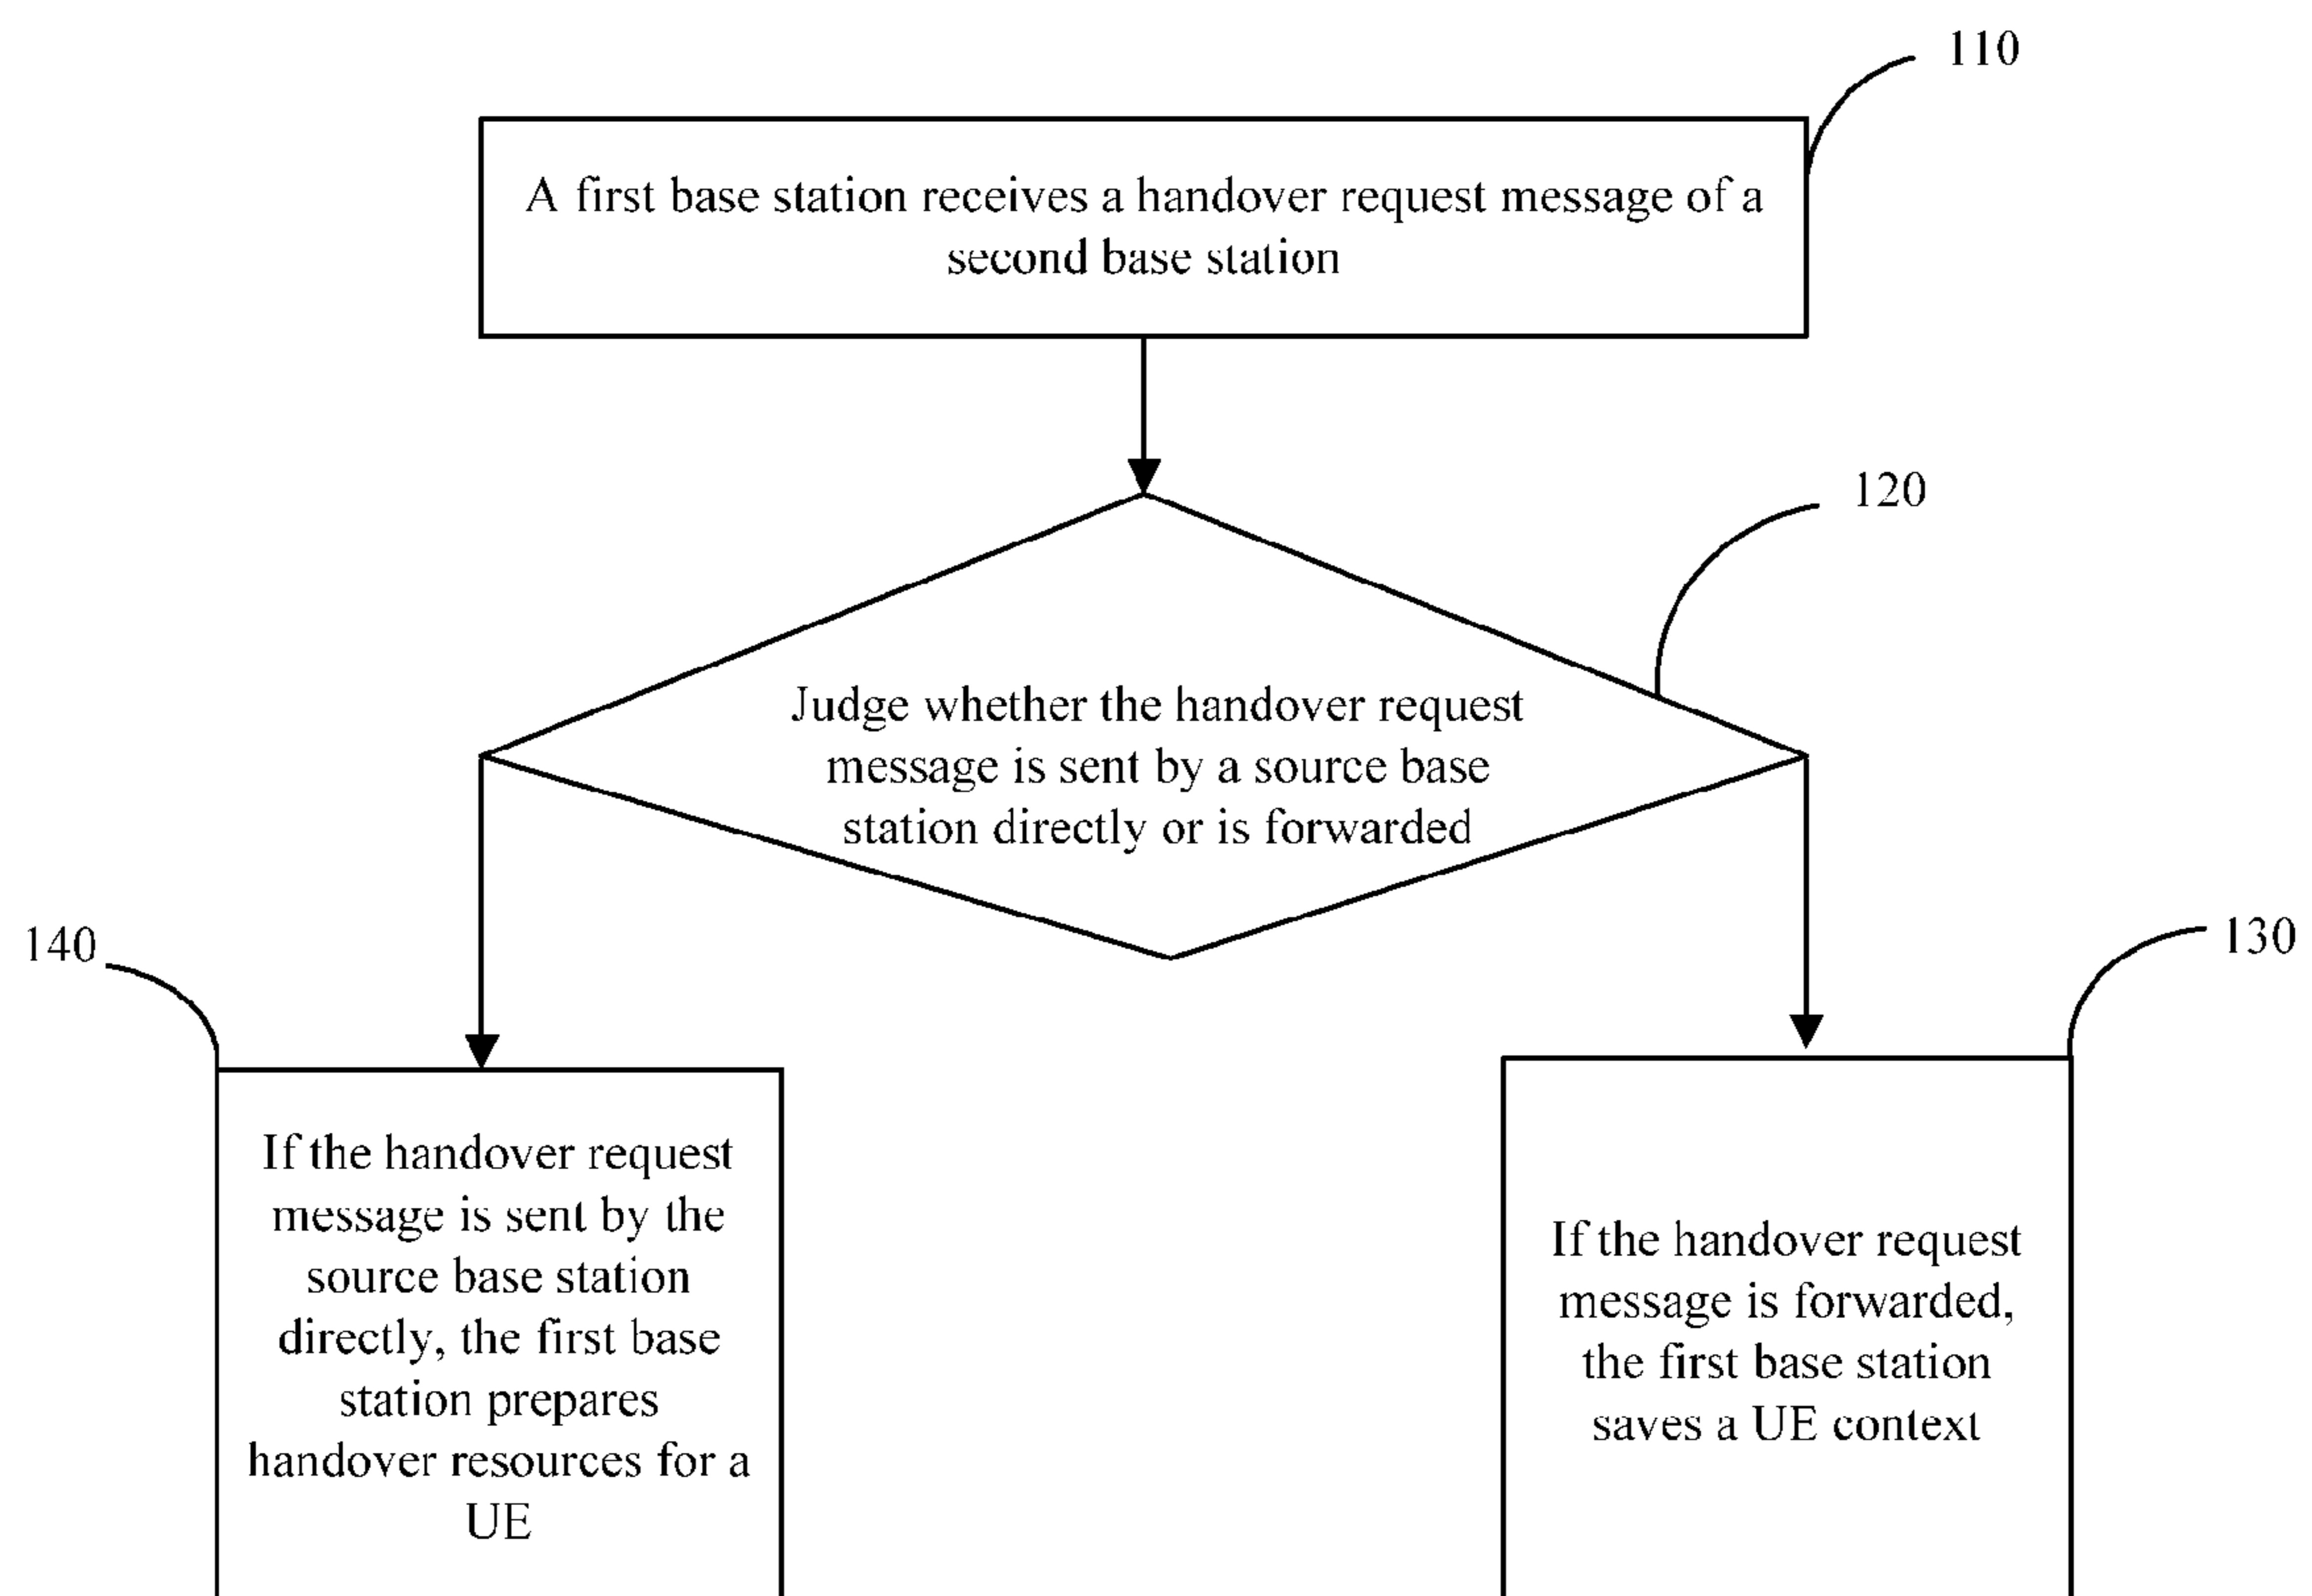 110
A first base station receives a handover request message of a
second base station
120
Judge whether the handover request
message is sent by a source base
station directly or is forwarded
140
130
If the handover request
message is sent by the
source base station
directly, the first base
station prepares
handover resources for a
UE
If the handover request
message is forwarded,
the first base station
saves a UE context